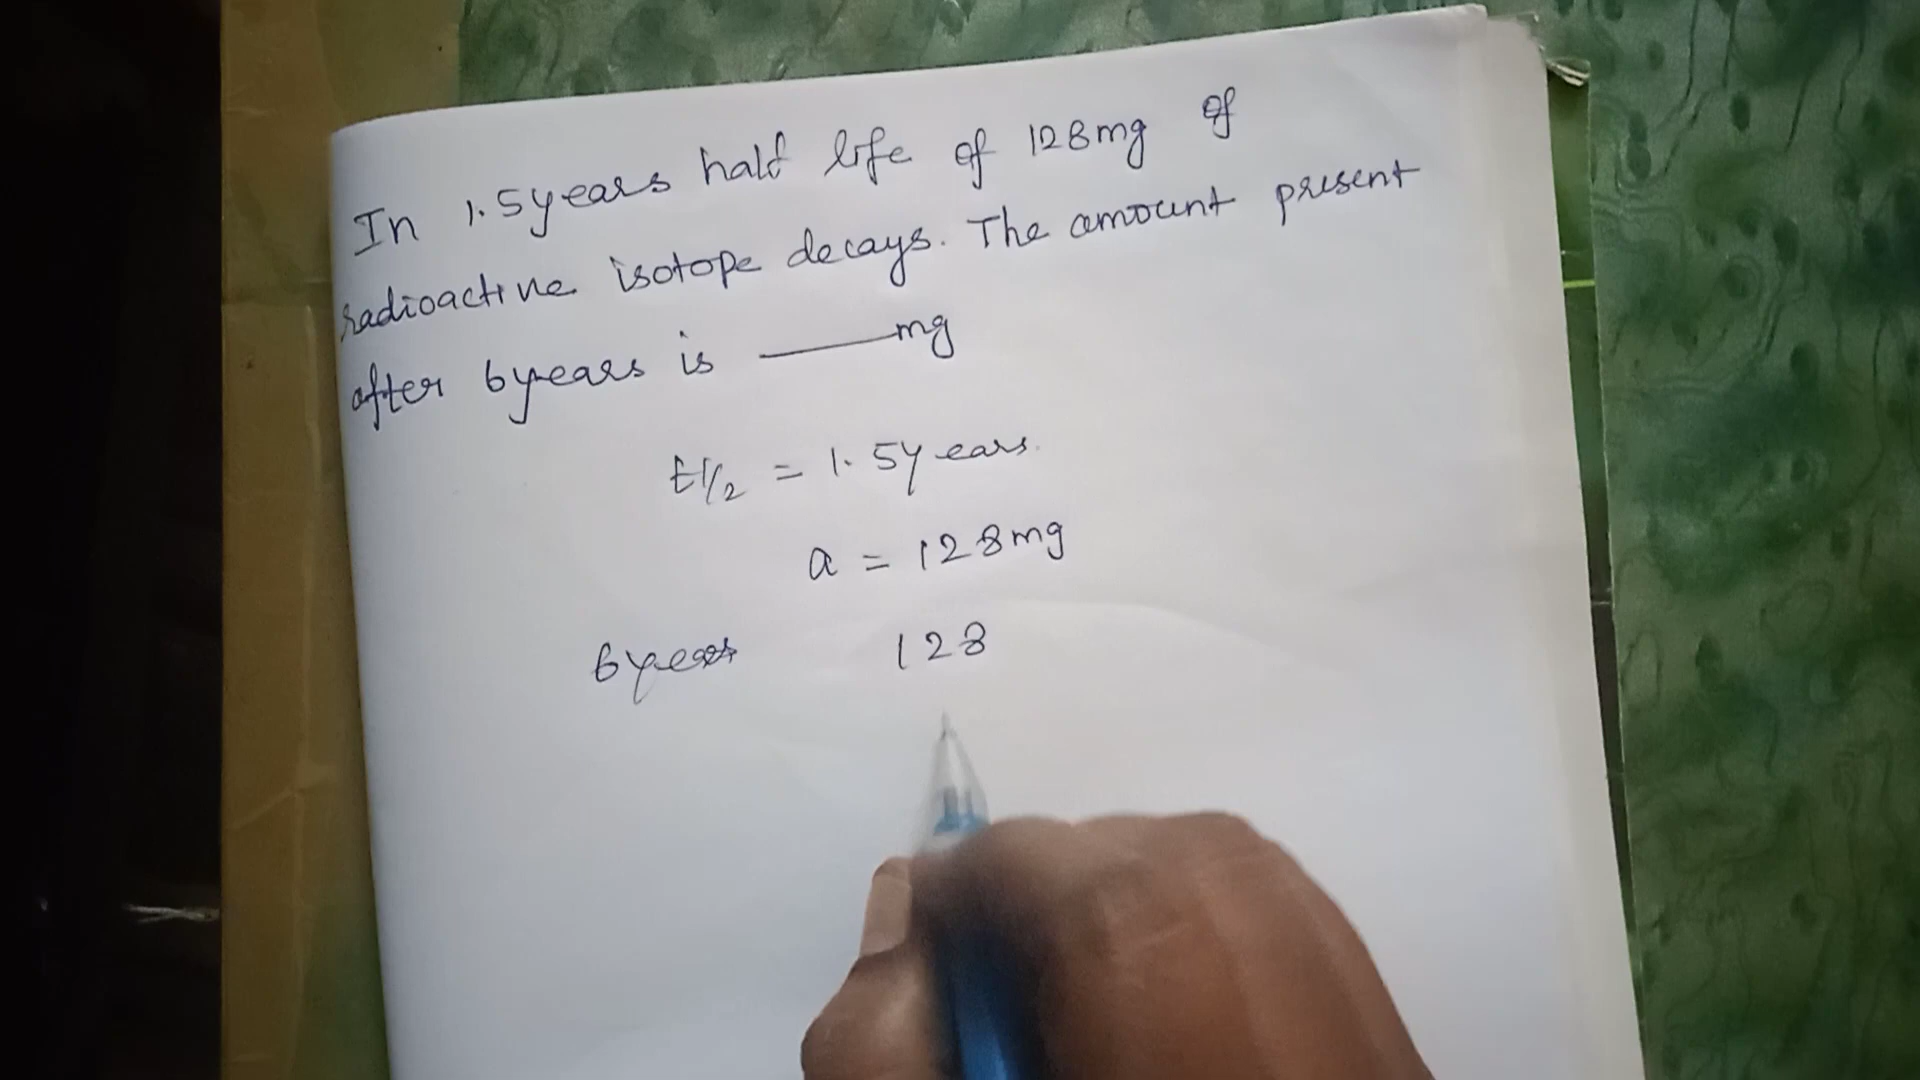 In 1.5years half life of 128mg of
radioactive isotope decays. The amount present
after 6years is ———mg
t1/2 = 1.5years.
a = 128mg
6years 128